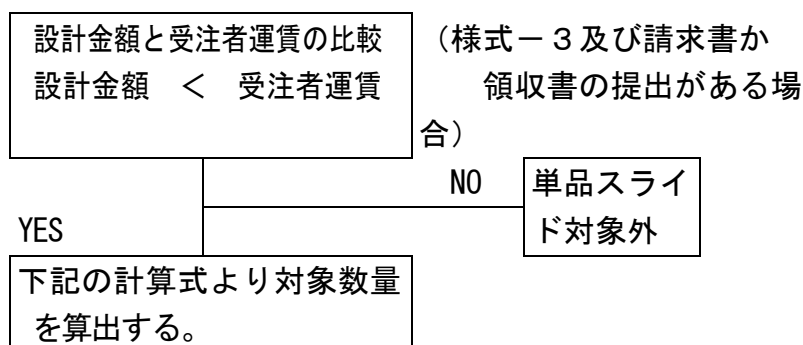 設計金額と受注者運賃の比較
設計金額　＜　受注者運賃
（様式－３及び請求書か
領収書の提出がある場
合）
NO
単品スライ
ド対象外
YES
下記の計算式より対象数量
を算出する。